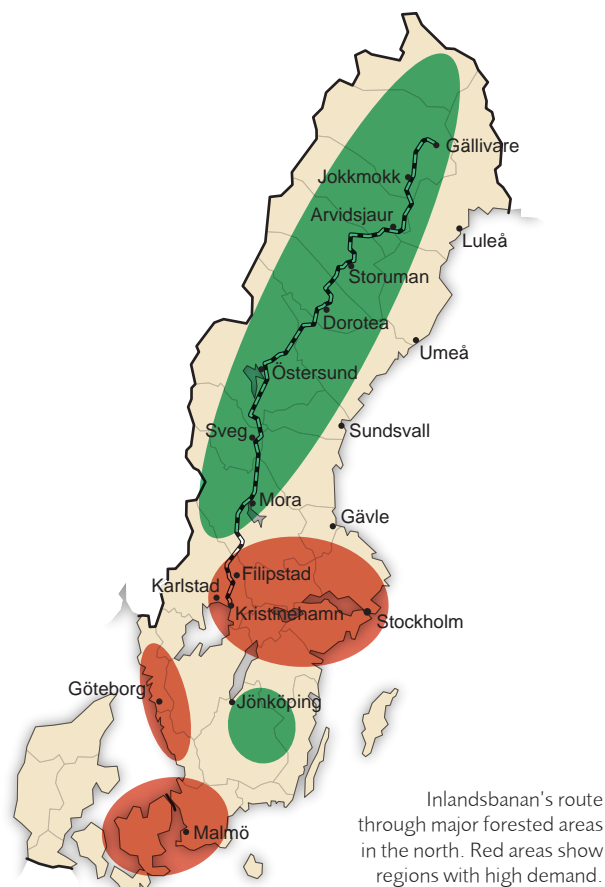 Gällivare
Jokkmokk
Arvidsjaur
Luleå
Storuman
Dorotea
Umeå
Östersund
Sveg
Sundsvall
Mora
Gävle
Filipstad
Karlstad
Kristinehamn
Stockholm
Göteborg
Jönköping
Malmö
Inlandsbanan's route
through major forested areas
in the north. Red areas show
regions with high demand.